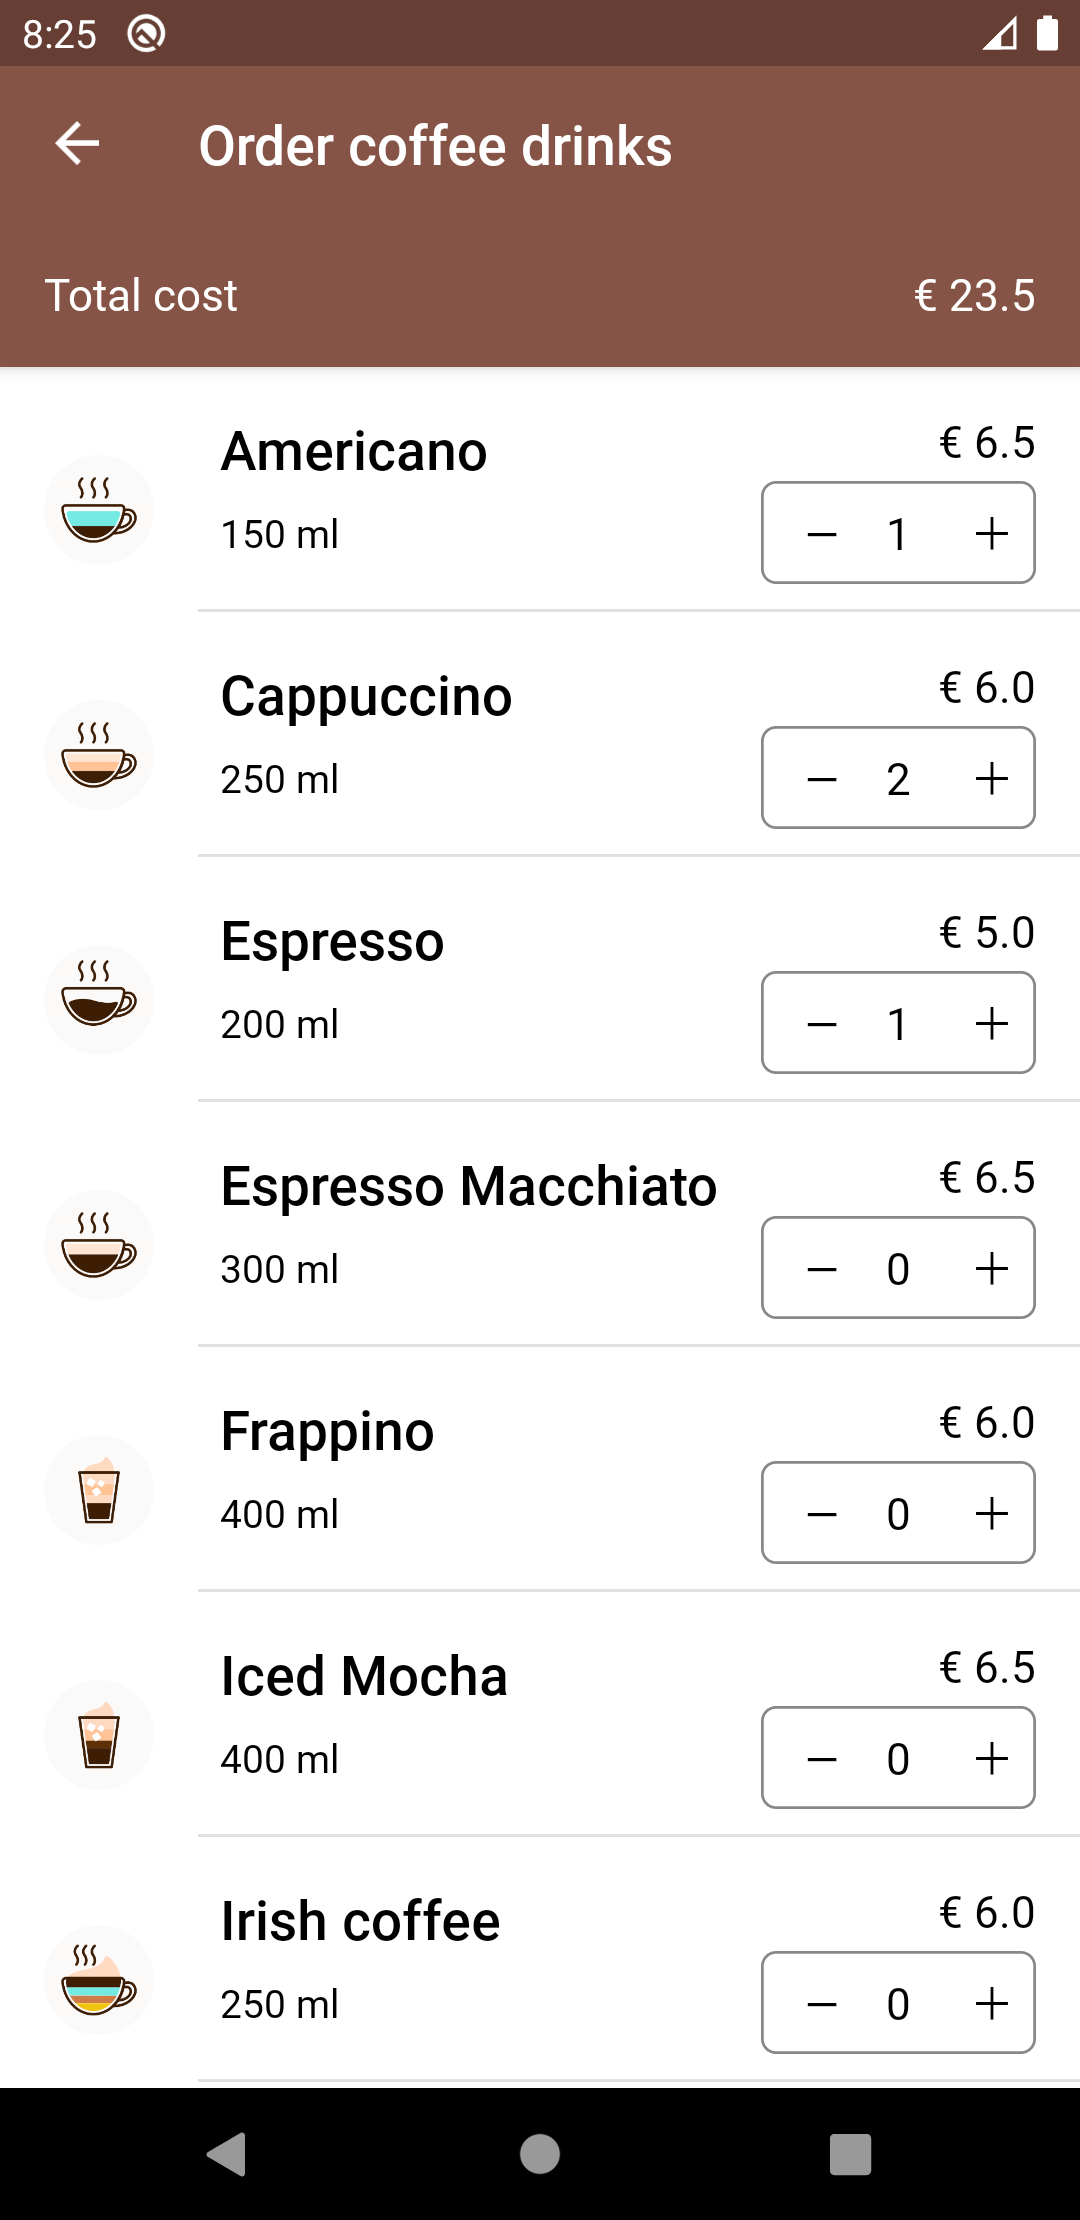 8:25
Order coffee drinks
Total cost € 23.5
Americano € 6.5
150 ml 1
Cappuccino € 6.0
250 ml 2
Espresso € 5.0
200 ml 1
Espresso Macchiato € 6.5
300 ml 0
Frappino € 6.0
400 ml 0
Iced Mocha € 6.5
400 ml 0
Irish coffee € 6.0
250 ml 0